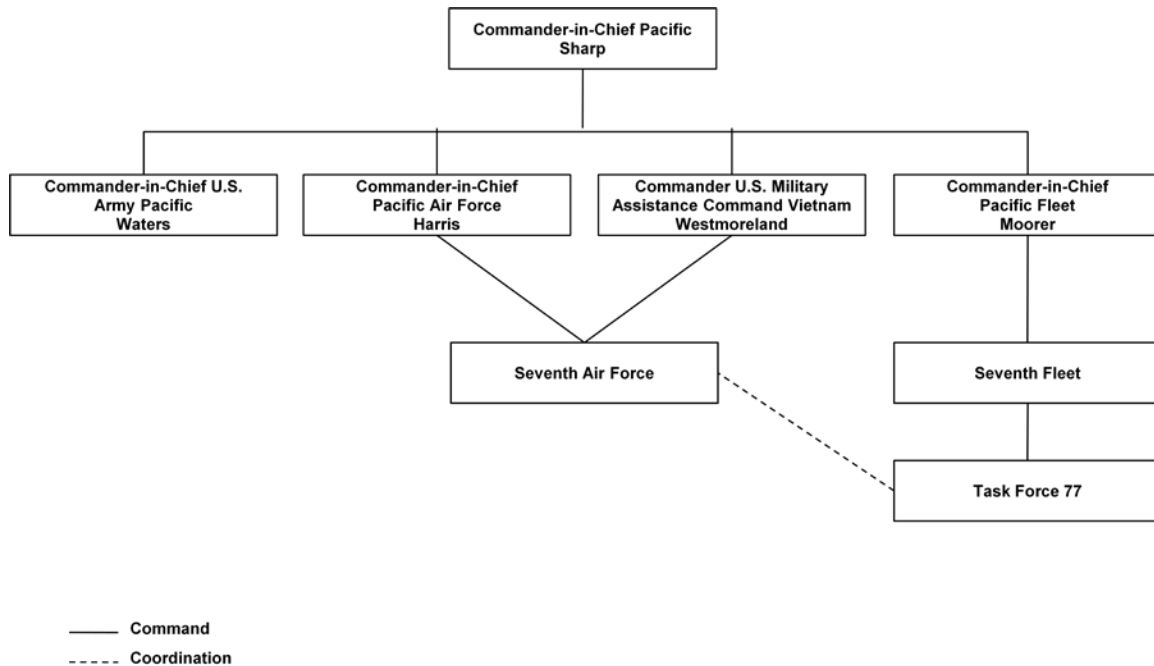 Commander-in-Chief Pacific
Sharp
Commander-in-Chief U.S.
Army Pacific
Waters
Commander-in-Chief
Pacific Air Force
Harris
Commander U.S. Military
Assistance Command Vietnam
Westmoreland
Commander-in-Chief
Pacific Fleet
Moorer
Seventh Air Force
Seventh Fleet
Task Force 77
Command
Coordination